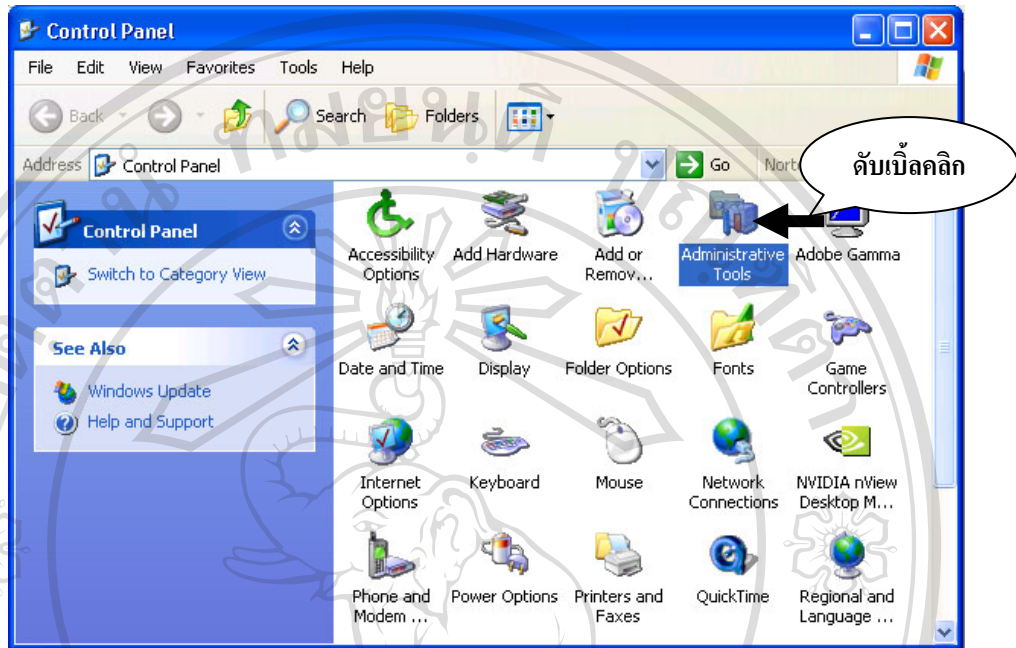 Control Panel
File Edit View Favorites Tools Help
Back Search Folders
Address Control Panel Go
ดับเบิ้ลคลิก
Control Panel
Switch to Category View
See Also
Windows Update
Help and Support
Accessibility
Options
Add Hardware
Add or
Remov...
Administrative
Tools
Adobe Gamma
Date and Time
Display
Folder Options
Fonts
Game
Controllers
Internet
Options
Keyboard
Mouse
Network
Connections
NVIDIA nView
Desktop M...
Phone and
Modem ...
Power Options
Printers and
Faxes
QuickTime
Regional and
Language ...